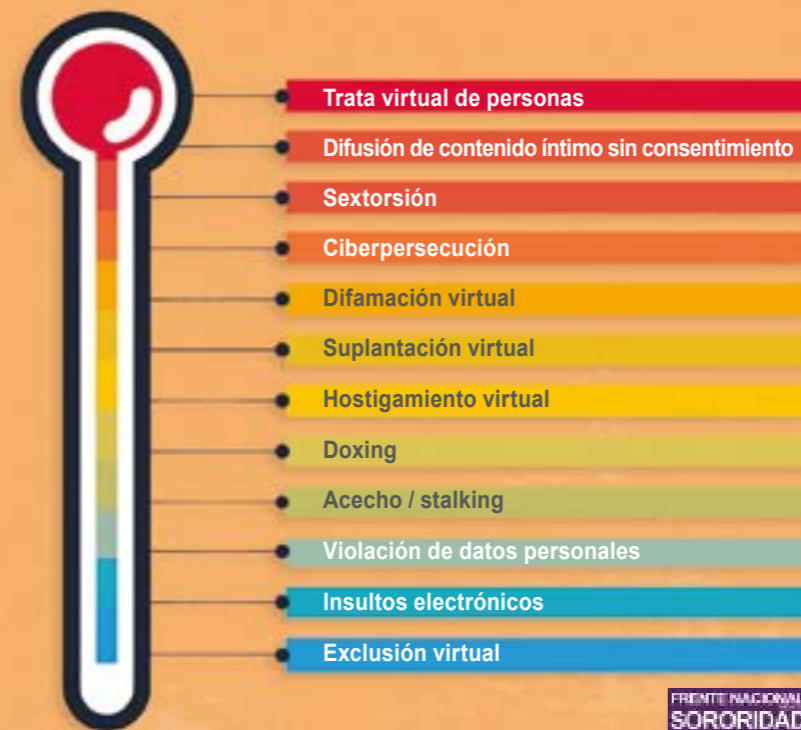 Trata virtual de personas
Difusión de contenido íntimo sin consentimiento
Sextorsión
Ciberpersecución
Difamación virtual
Suplantación virtual
Hostigamiento virtual
Doxing
Acecho / stalking
Violación de datos personales
Insultos electrónicos
Exclusión virtual
FRENTE NACIONAL
SORORIDAD